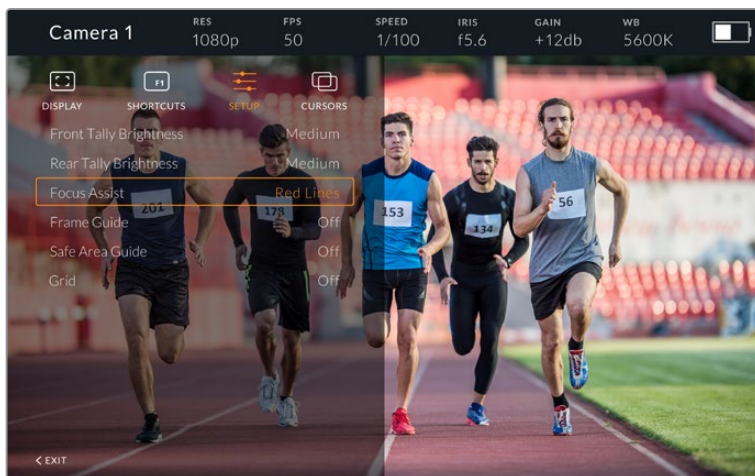 Camera 1
RES FPS SPEED IRIS GAIN WB
1080p 50 1/100 f5.6 +12db 5600K
F1
DISPLAY SHORTCUTS SETUP CURSORS
Front Tally Brightness Medium
Rear Tally Brightness Medium
Focus Assist Red Lines
Frame Guide Off
Safe Area Guide Off
Grid Off
201 178 153 134 56
< EXIT